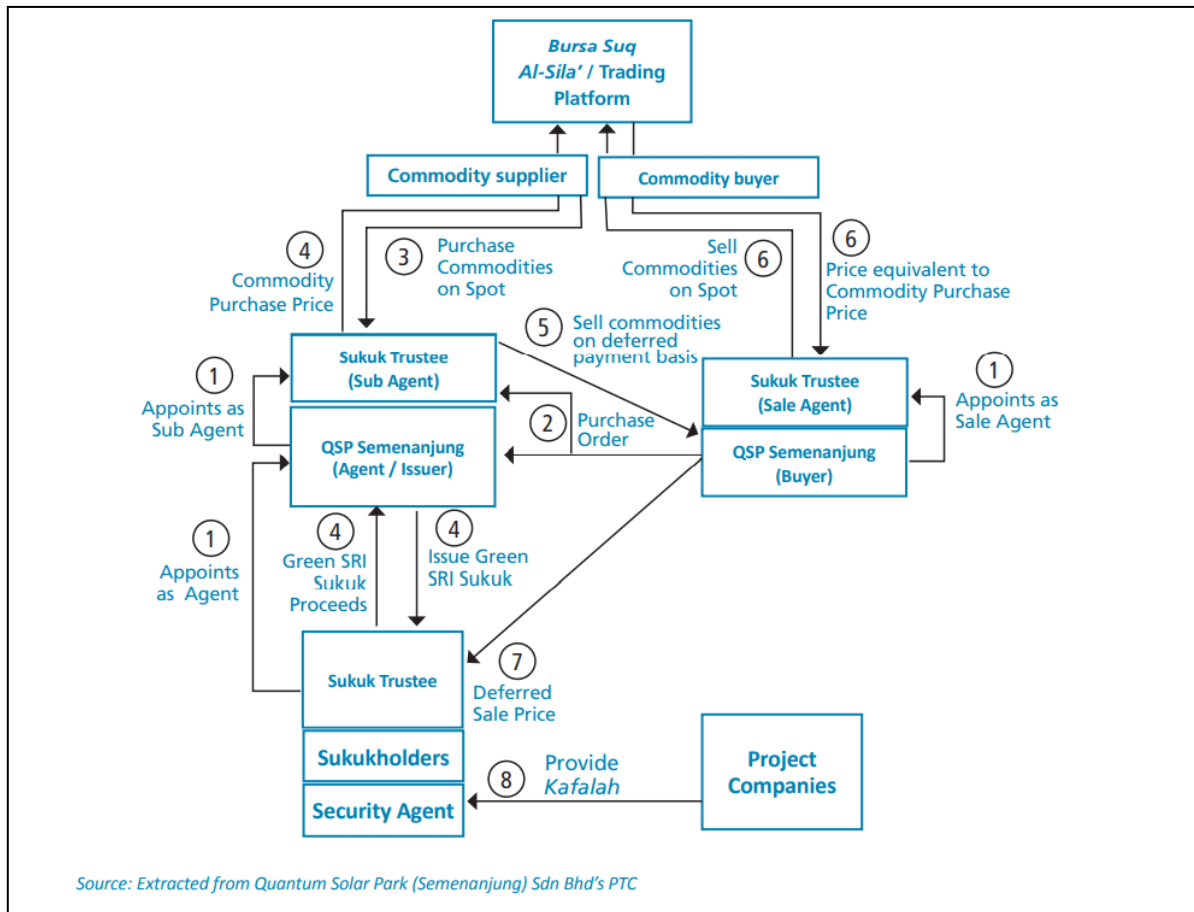 Bursa Suq
Al-Sila' / Trading
Platform
Commodity supplier
Commodity buyer
4
Commodity
Purchase Price
3
Purchase
Commodities
on Spot
Sell
Commodities
on Spot
6
6
Price equivalent to
Commodity Purchase
Price
5
Sell commodities
on deferred
payment basis
1
Appoints as
Sub Agent
Sukuk Trustee
(Sub Agent)
QSP Semenanjung
(Agent / Issuer)
2
Purchase
Order
Sukuk Trustee
(Sale Agent)
QSP Semenanjung
(Buyer)
1
Appoints as
Sale Agent
1
Appoints
as Agent
4
Green SRI
Sukuk
Proceeds
4
Issue Green
SRI Sukuk
Sukuk Trustee
7
Deferred
Sale Price
Sukukholders
Security Agent
8
Provide
Kafalah
Project
Companies
Source: Extracted from Quantum Solar Park (Semenanjung) Sdn Bhd's PTC